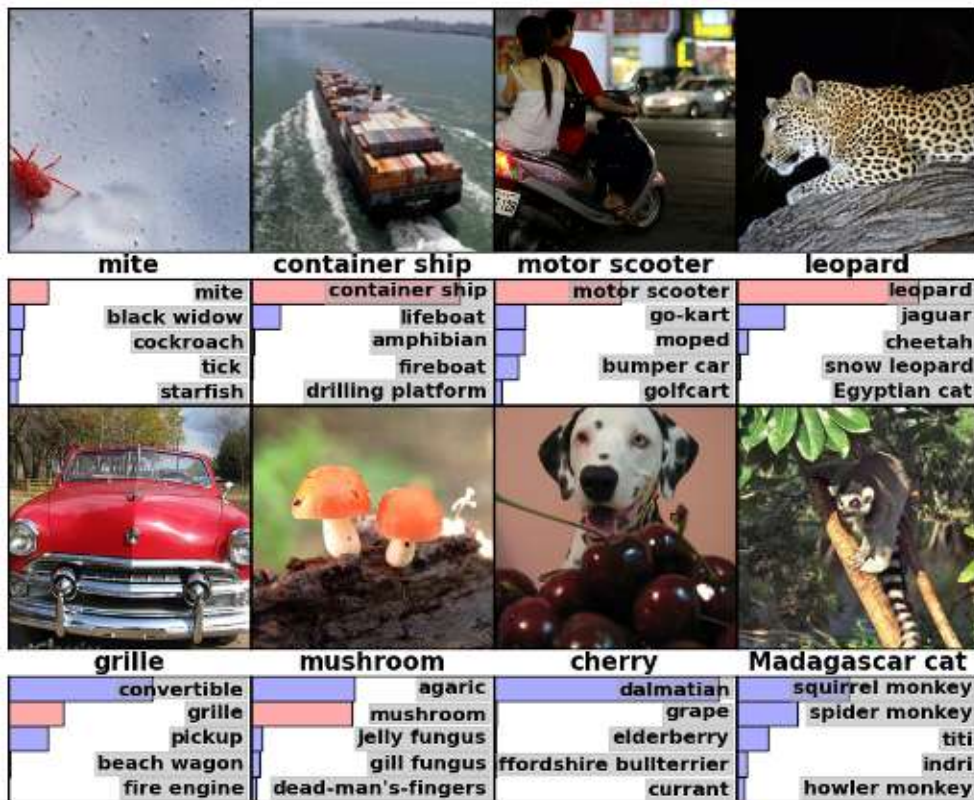 mite
container ship
motor scooter
leopard
mite
black widow
cockroach
tick
starfish
container ship
lifeboat
amphibian
fireboat
drilling platform
motor scooter
go-kart
moped
bumper car
golfcart
leopard
jaguar
cheetah
snow leopard
Egyptian cat
grille
mushroom
cherry
Madagascar cat
convertible
grille
pickup
beach wagon
fire engine
agaric
mushroom
jelly fungus
gill fungus
dead-man's-fingers
dalmatian
grape
elderberry
ffordshire bullterrier
currant
squirrel monkey
spider monkey
titi
indri
howler monkey